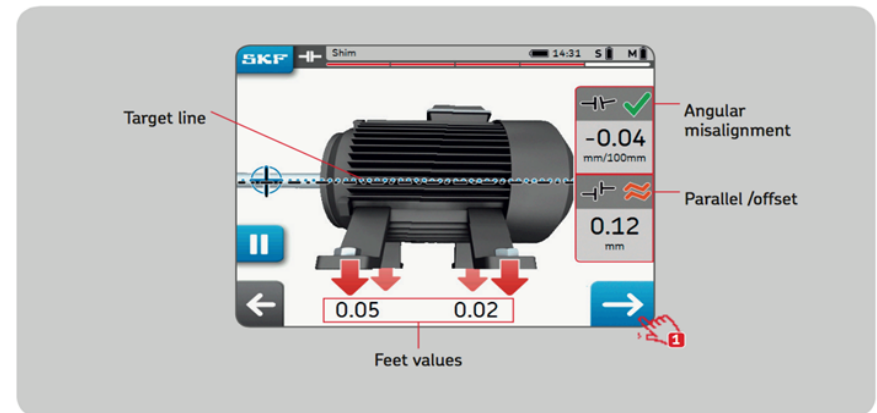 SKF
Shim
14:31 S M
Target line
Angular
misalignment
-0.04
mm/100mm
Parallel /offset
0.12
mm
0.05 0.02
1
Feet values